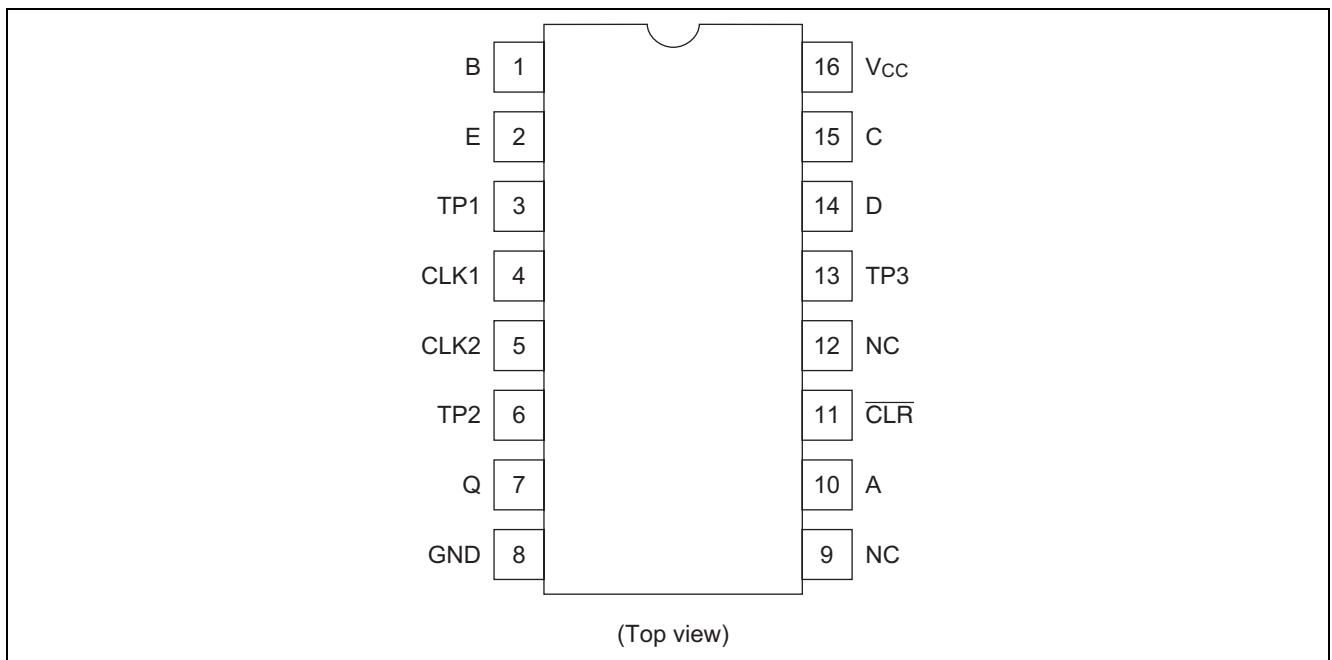 B 1 16 VCC
E 2 15 C
TP1 3 14 D
CLK1 4 13 TP3
CLK2 5 12 NC
TP2 6 11 C̅L̅R̅
Q 7 10 A
GND 8 9 NC
(Top view)